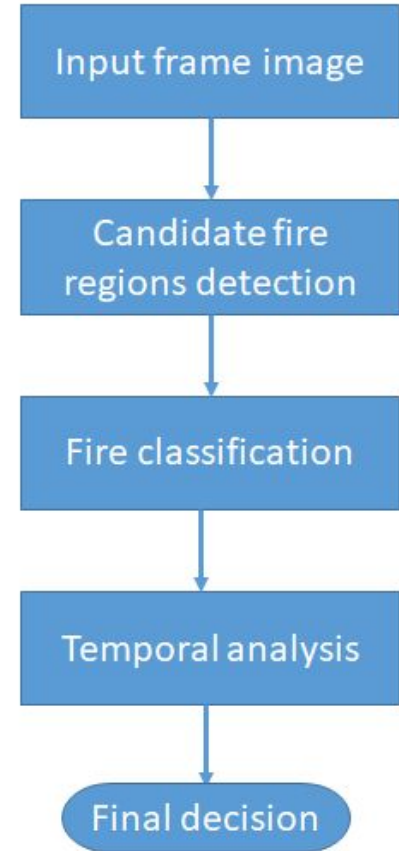 Input frame image
Candidate fire
regions detection
Fire classification
Temporal analysis
Final decision